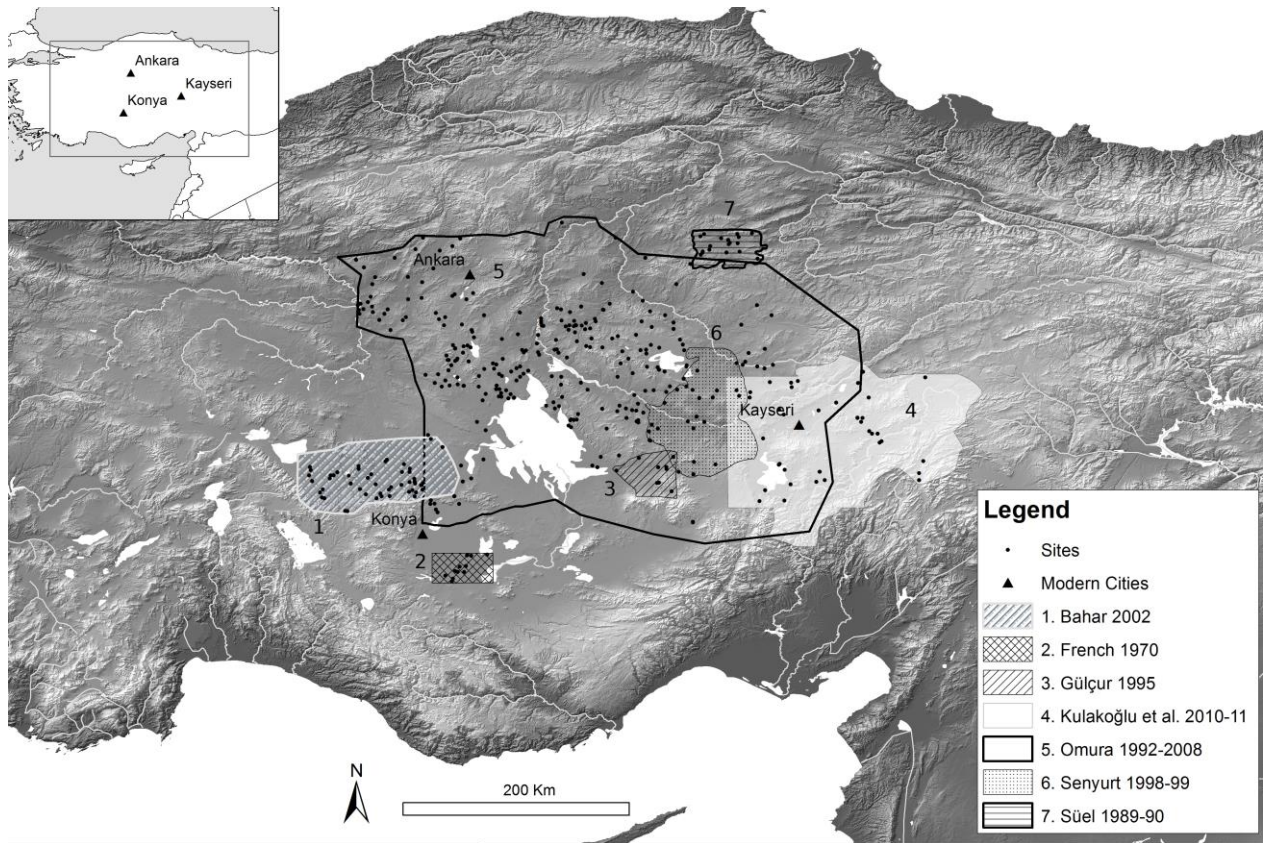 Ankara
Kayseri
Konya
7
Ankara
5
6
Kayseri
4
3
1
Konya
2
N
200 Km
Legend
Sites
Modern Cities
1. Bahar 2002
2. French 1970
3. Gülçur 1995
4. Kulakoğlu et al. 2010-11
5. Omura 1992-2008
6. Senyurt 1998-99
7. Süel 1989-90